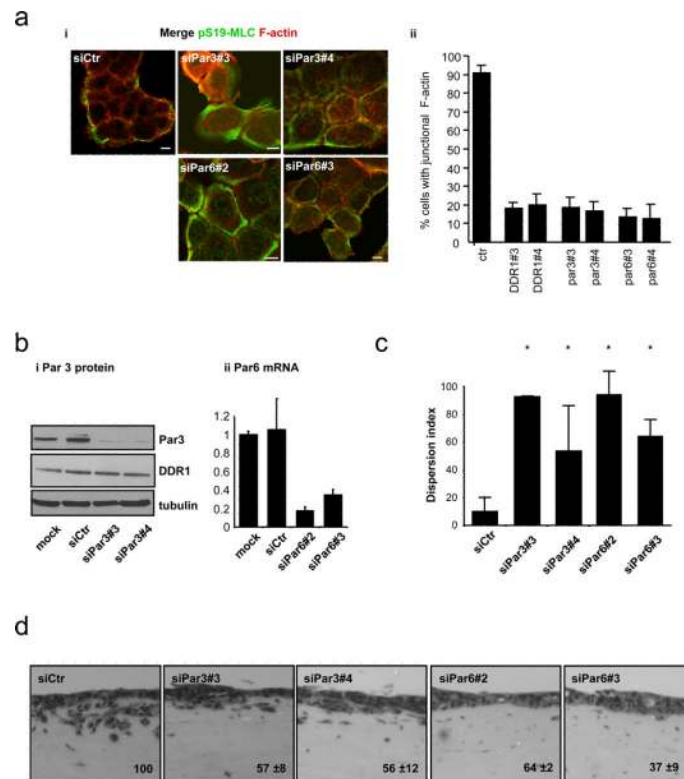 a
i
Merge pS19-MLC F-actin
siCtr
siPar3#3
siPar3#4
siPar6#2
siPar6#3
ii
% cells with junctional F-actin
100
90
80
70
60
50
40
30
20
10
0
ctr
DDR1#3
DDR1#4
par3#3
par3#4
par6#3
par6#4
b
i Par 3 protein
Par3
DDR1
tubulin
mock
siCtr
siPar3#3
siPar3#4
ii Par6 mRNA
1.2
1
0.8
0.6
0.4
0.2
0
mock
siCtr
siPar6#2
siPar6#3
c
* * * *
Dispersion index
100
80
60
40
20
0
siCtr
siPar3#3
siPar3#4
siPar6#2
siPar6#3
d
siCtr
100
siPar3#3
57 ±8
siPar3#4
56 ±12
siPar6#2
64 ±2
siPar6#3
37 ±9